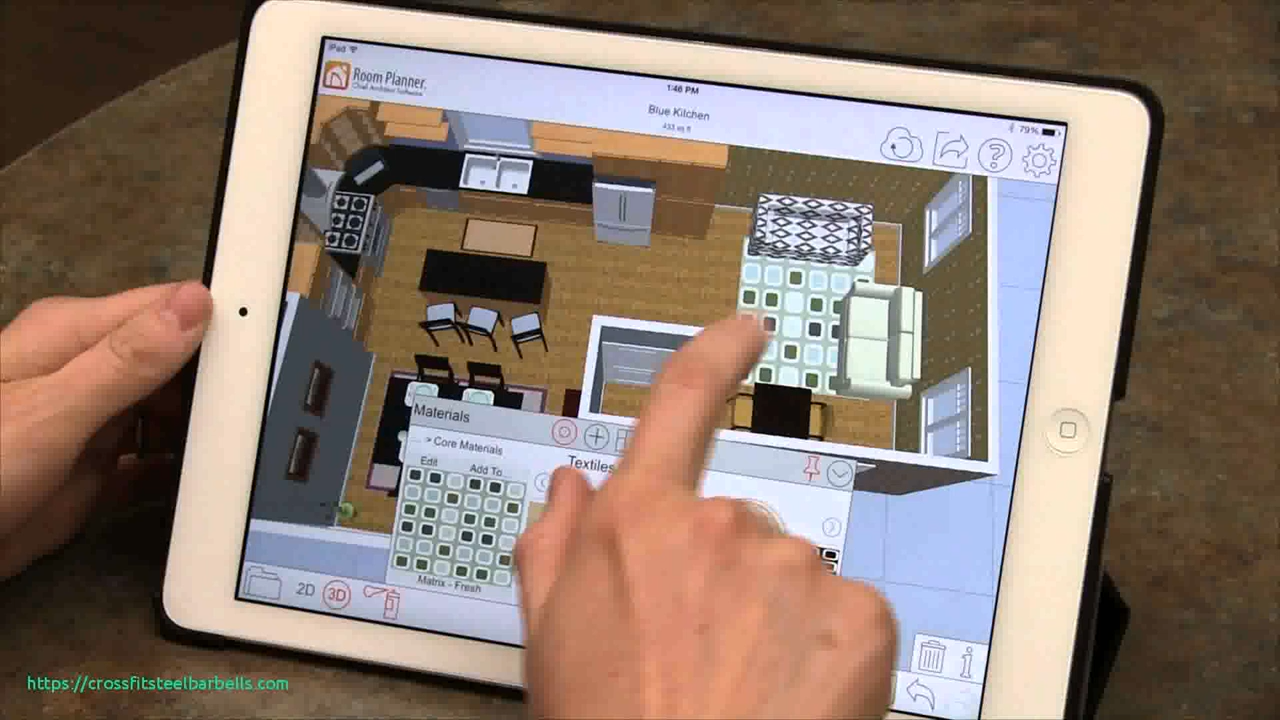 iPad
1:46 PM
79%
Room Planner.
Chief Architect Software
Blue Kitchen
433 sq ft
?
Materials
> Core Materials
Edit
Add To...
Textiles
Matrix - Fresh
2D
3D
i
https://crossfitsteelbarbells.com